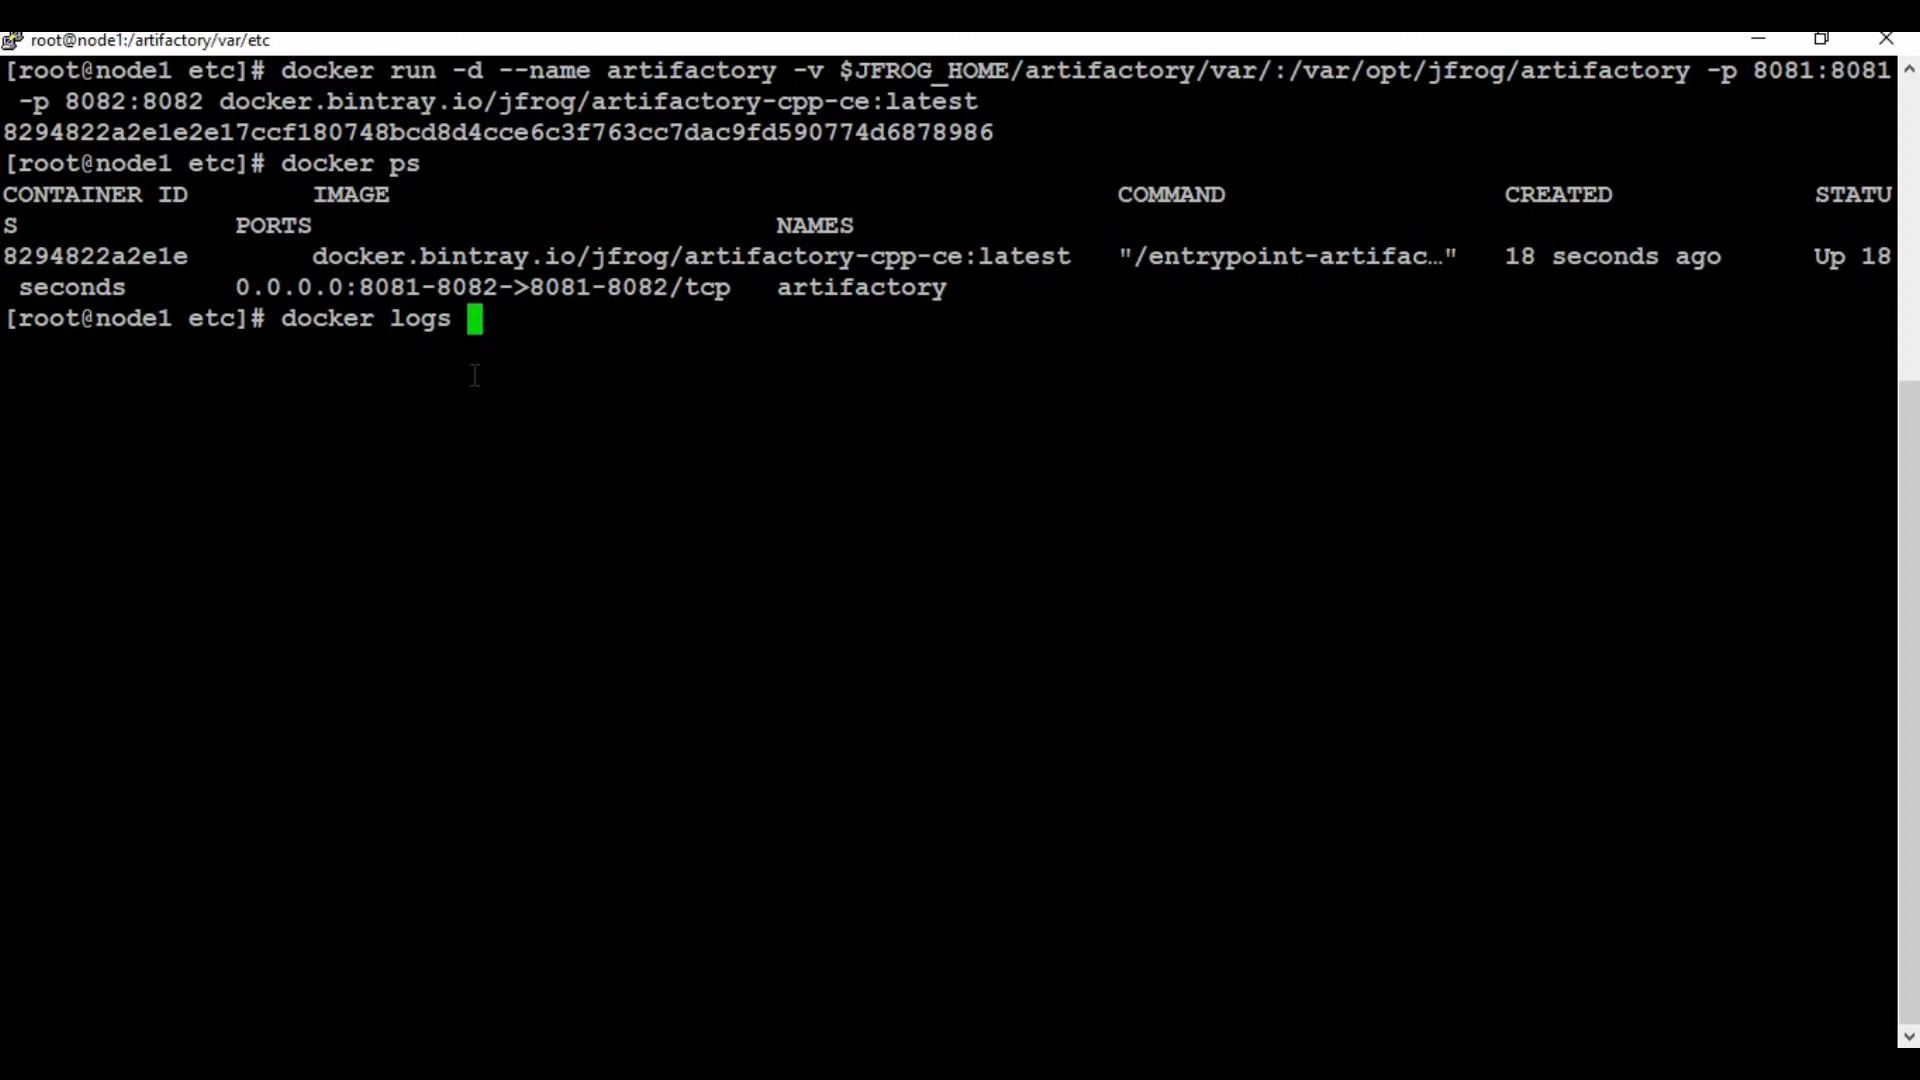 root@node1:/artifactory/var/etc
[root@node1 etc]# docker run -d --name artifactory -v $JFROG_HOME/artifactory/var/:/var/opt/jfrog/artifactory -p 8081:8081
 -p 8082:8082 docker.bintray.io/jfrog/artifactory-cpp-ce:latest
8294822a2e1e2e17ccf180748bcd8d4cce6c3f763cc7dac9fd590774d6878986
[root@node1 etc]# docker ps
CONTAINER ID        IMAGE                                               COMMAND                  CREATED             STATU
S              PORTS                              NAMES
8294822a2e1e        docker.bintray.io/jfrog/artifactory-cpp-ce:latest   "/entrypoint-artifac…"   18 seconds ago      Up 18
 seconds       0.0.0.0:8081-8082->8081-8082/tcp   artifactory
[root@node1 etc]# docker logs